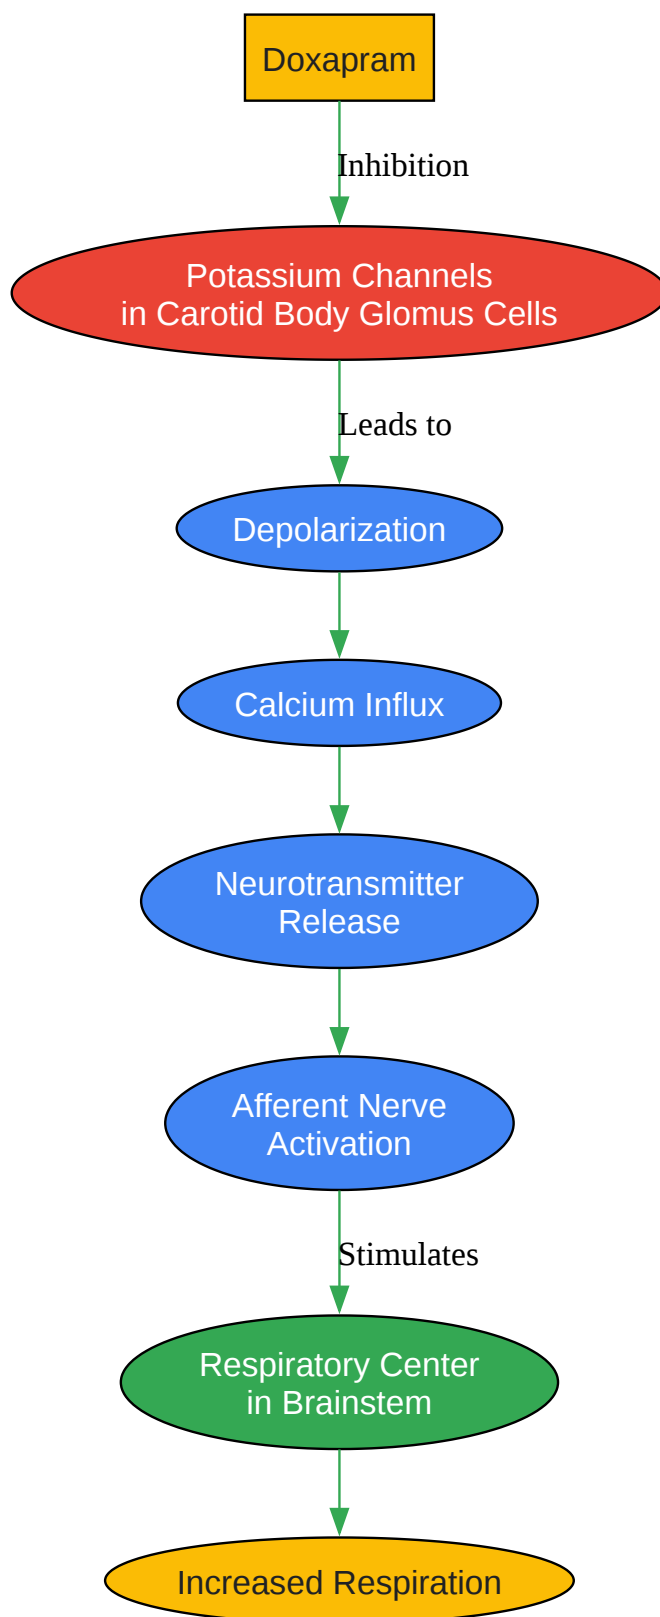 Doxapram
Inhibition
Potassium Channels
in Carotid Body Glomus Cells
Leads to
Depolarization
Calcium Influx
Neurotransmitter
Release
Afferent Nerve
Activation
Stimulates
Respiratory Center
in Brainstem
Increased Respiration